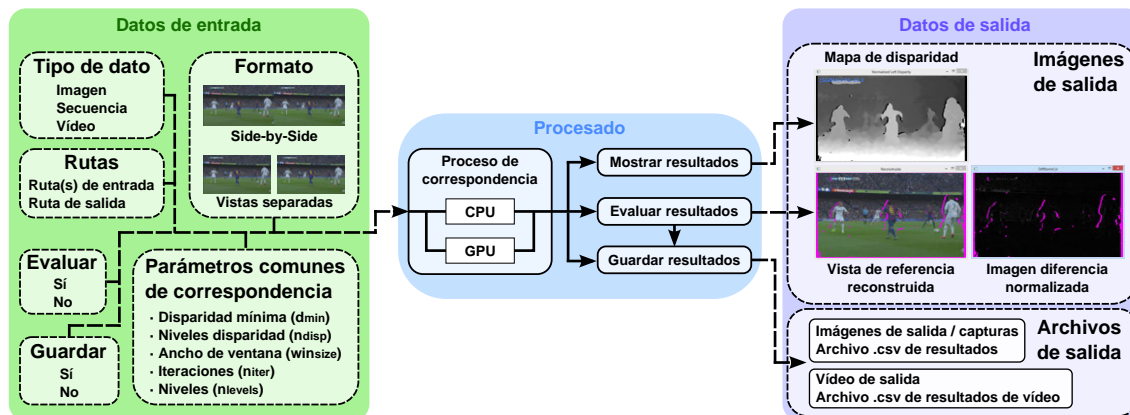 Datos de entrada
Tipo de dato
Imagen
Secuencia
Vídeo
Formato
Side-by-Side
Vistas separadas
Rutas
Ruta(s) de entrada
Ruta de salida
Evaluar
Sí
No
Guardar
Sí
No
Parámetros comunes
de correspondencia
• Disparidad mínima (dmin)
• Niveles disparidad (ndisp)
• Ancho de ventana (winsize)
• Iteraciones (niter)
• Niveles (nlevels)
Procesado
Proceso de
correspondencia
CPU
GPU
Mostrar resultados
Evaluar resultados
Guardar resultados
Datos de salida
Mapa de disparidad
Imágenes
de salida
Normalized Left Disparity
Vista de referencia
reconstruida
Imagen diferencia
normalizada
Imágenes de salida / capturas
Archivo .csv de resultados
Archivos
de salida
Vídeo de salida
Archivo .csv de resultados de vídeo